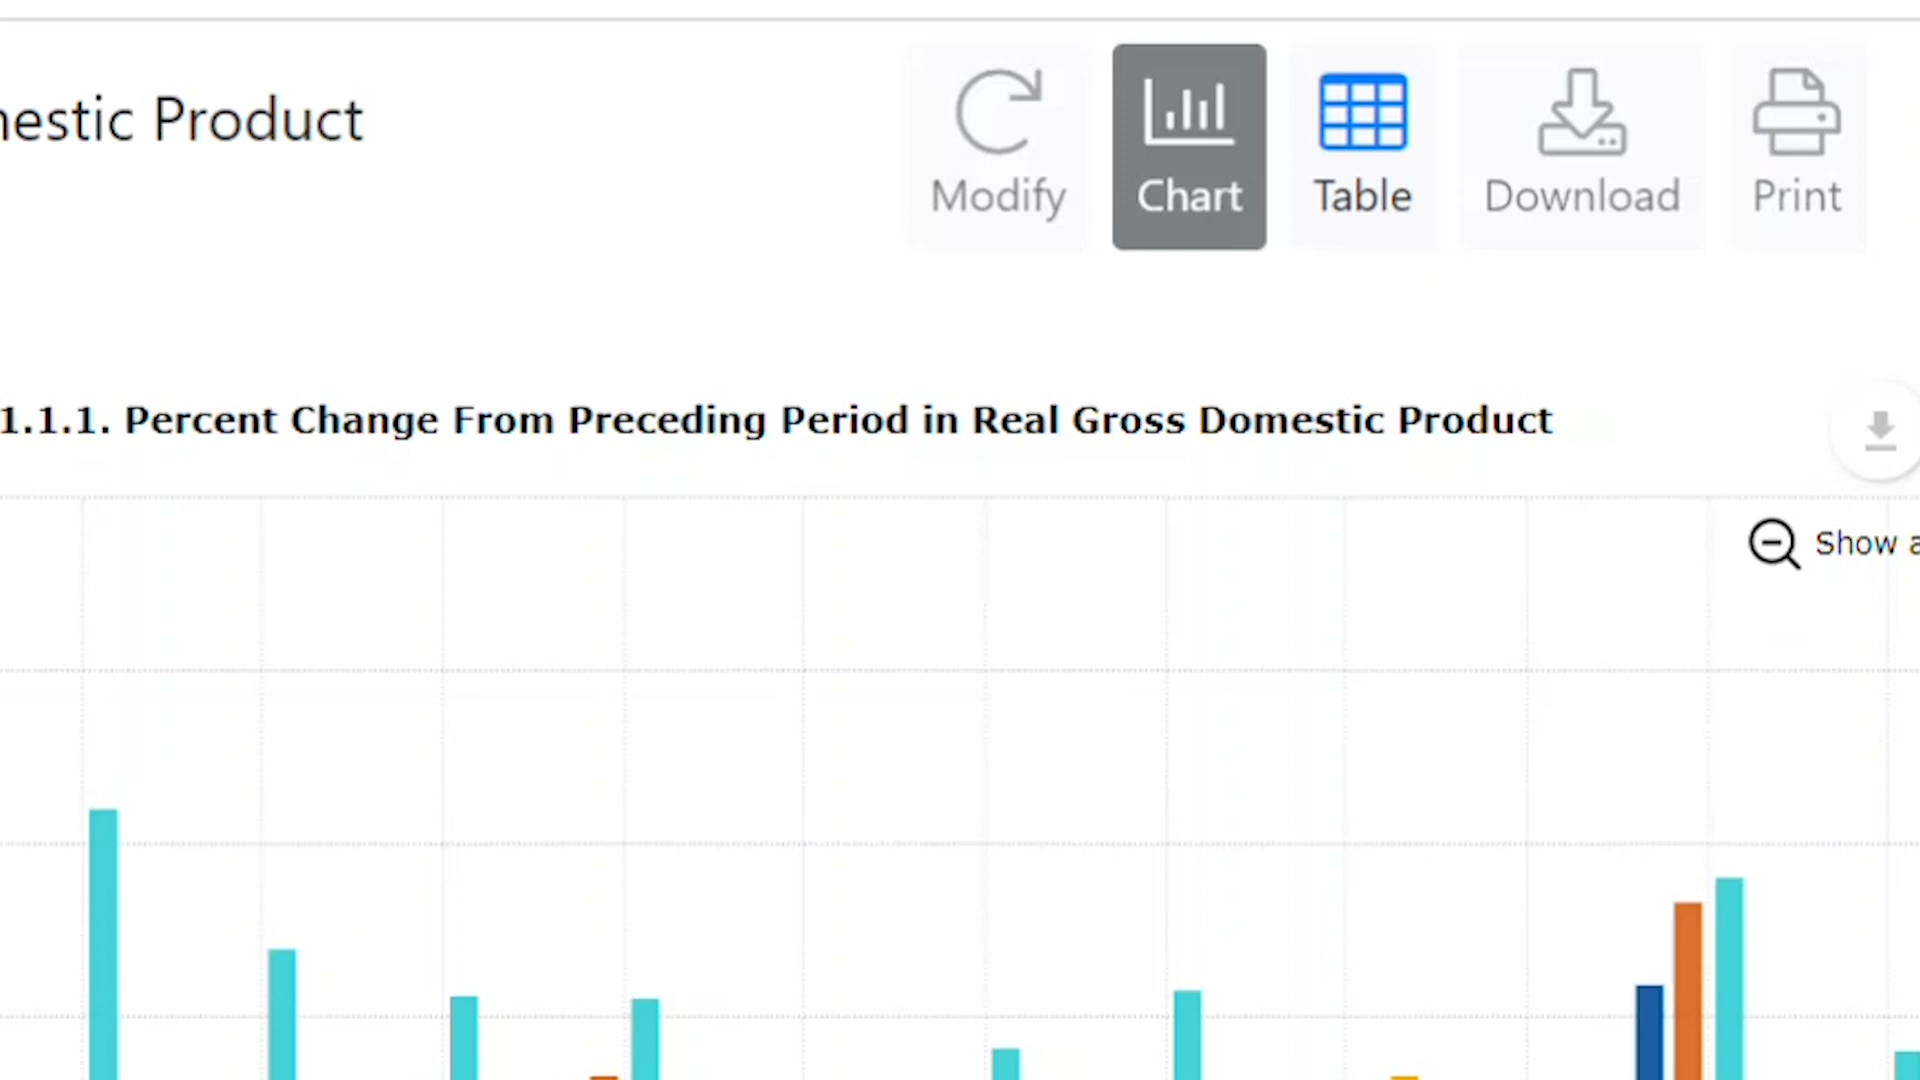 Product
Modify
Chart
Table
Download
Print
1.1.1. Percent Change From Preceding Period in Real Gross Domestic Product
Show